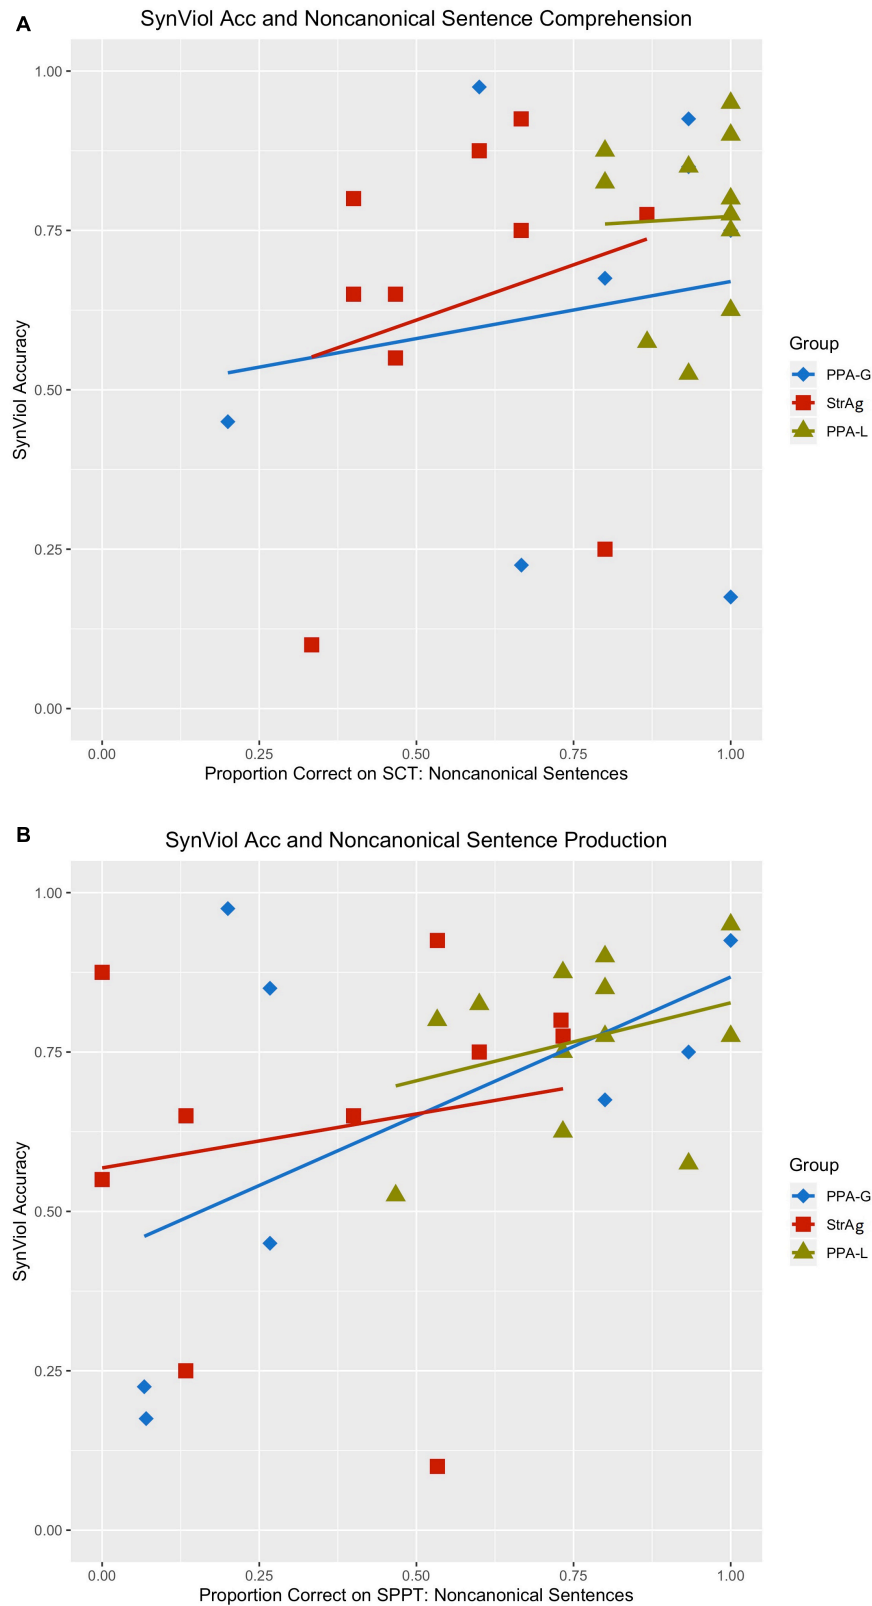 A
SynViol Acc and Noncanonical Sentence Comprehension
1.00
0.75
0.50
0.25
0.00
SynViol Accuracy
0.00 0.25 0.50 0.75 1.00
Proportion Correct on SCT: Noncanonical Sentences
Group
PPA-G
StrAg
PPA-L
B
SynViol Acc and Noncanonical Sentence Production
1.00
0.75
0.50
0.25
0.00
SynViol Accuracy
0.00 0.25 0.50 0.75 1.00
Proportion Correct on SPPT: Noncanonical Sentences
Group
PPA-G
StrAg
PPA-L